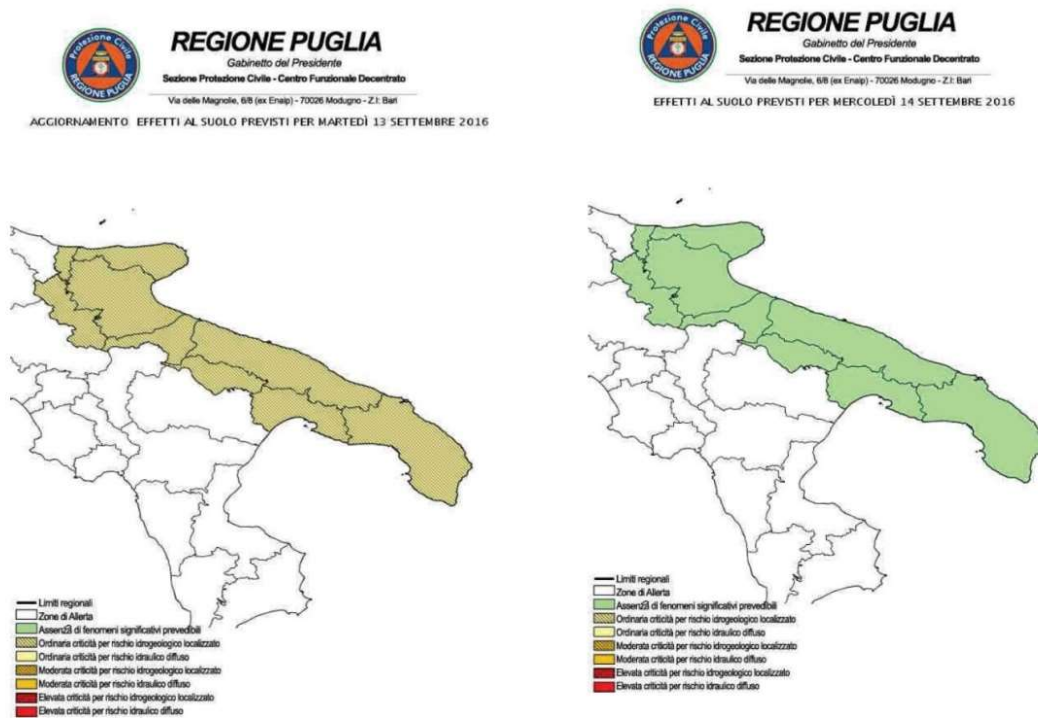 Protezione Civile
REGIONE PUGLIA
REGIONE PUGLIA
Gabinetto del Presidente
Sezione Protezione Civile - Centro Funzionale Decentrato
Via delle Magnolie, 6/8 (ex Enaip) - 70026 Modugno - Z.I: Bari
AGGIORNAMENTO EFFETTI AL SUOLO PREVISTI PER MARTEDÌ 13 SETTEMBRE 2016
Limiti regionali
Zone di Allerta
Assenza di fenomeni significativi prevedibili
Ordinaria criticità per rischio idrogeologico localizzato
Ordinaria criticità per rischio idraulico diffuso
Moderata criticità per rischio idrogeologico localizzato
Moderata criticità per rischio idraulico diffuso
Elevata criticità per rischio idrogeologico localizzato
Elevata criticità per rischio idraulico diffuso
Protezione Civile
REGIONE PUGLIA
REGIONE PUGLIA
Gabinetto del Presidente
Sezione Protezione Civile - Centro Funzionale Decentrato
Via delle Magnolie, 6/8 (ex Enaip) - 70026 Modugno - Z.I: Bari
EFFETTI AL SUOLO PREVISTI PER MERCOLEDÌ 14 SETTEMBRE 2016
Limiti regionali
Zone di Allerta
Assenza di fenomeni significativi prevedibili
Ordinaria criticità per rischio idrogeologico localizzato
Ordinaria criticità per rischio idraulico diffuso
Moderata criticità per rischio idrogeologico localizzato
Moderata criticità per rischio idraulico diffuso
Elevata criticità per rischio idrogeologico localizzato
Elevata criticità per rischio idraulico diffuso